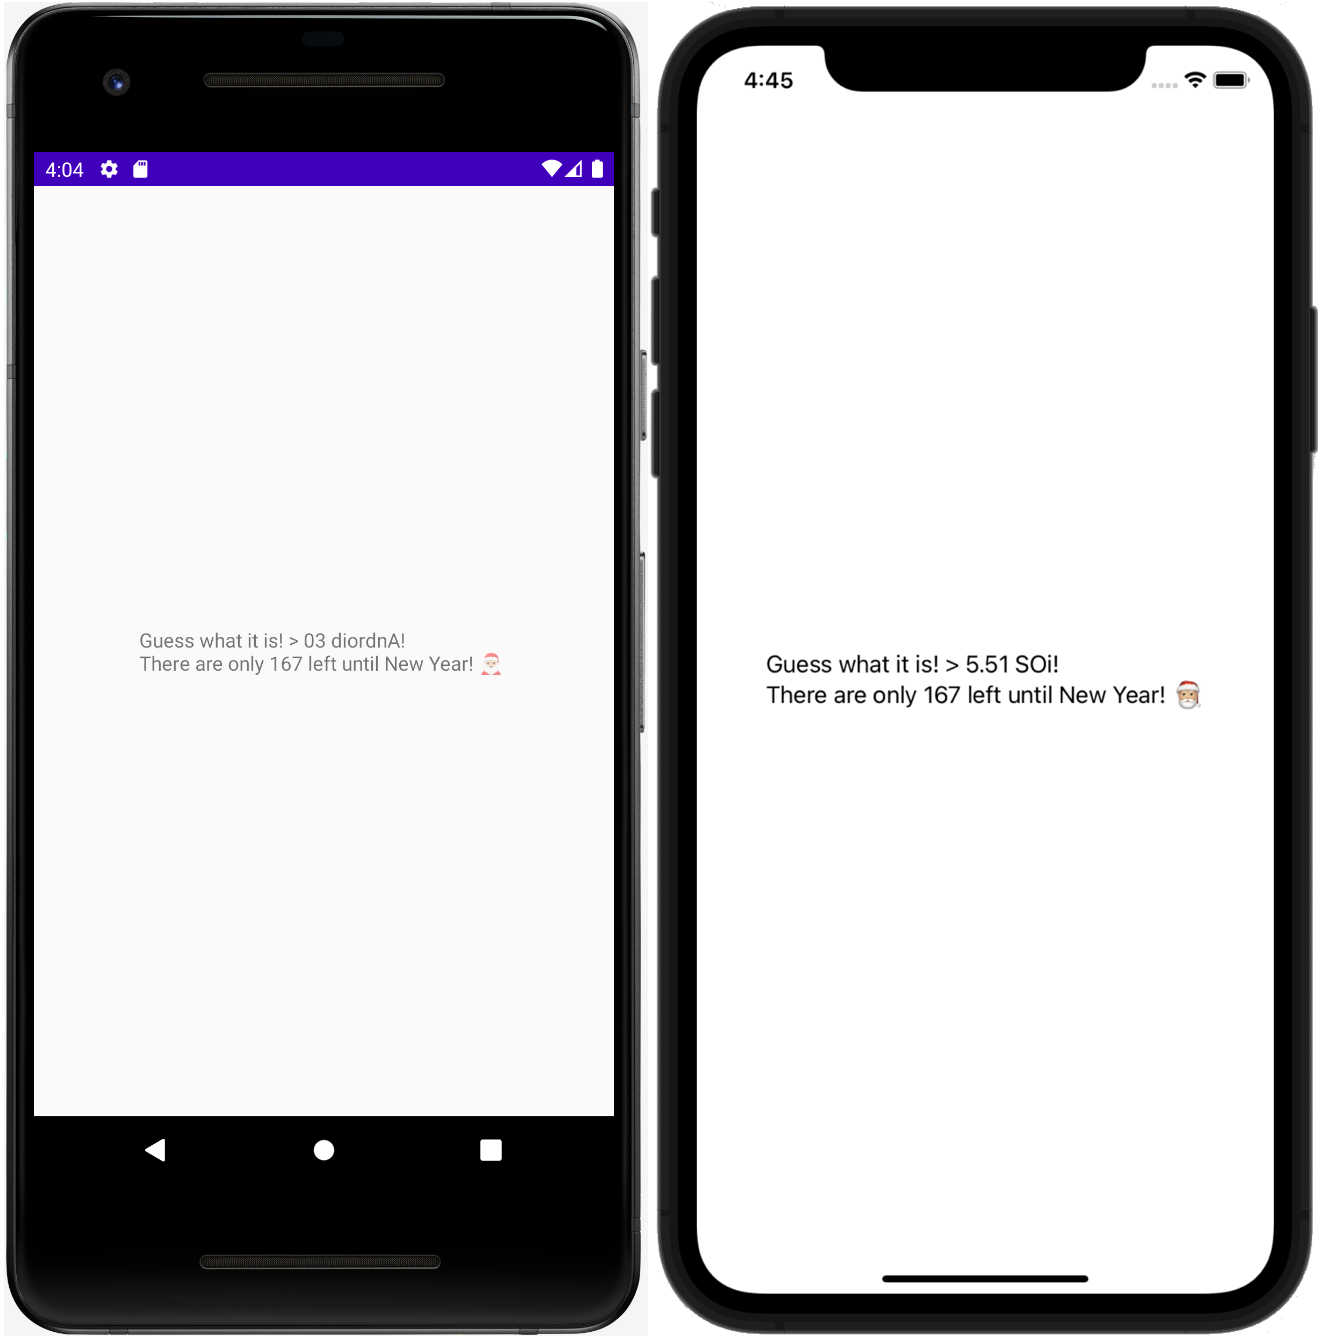 4:04
Guess what it is! > 03 diordnA!
There are only 167 left until New Year! 🎅
4:45
Guess what it is! > 5.51 SOi!
There are only 167 left until New Year! 🎅🏼